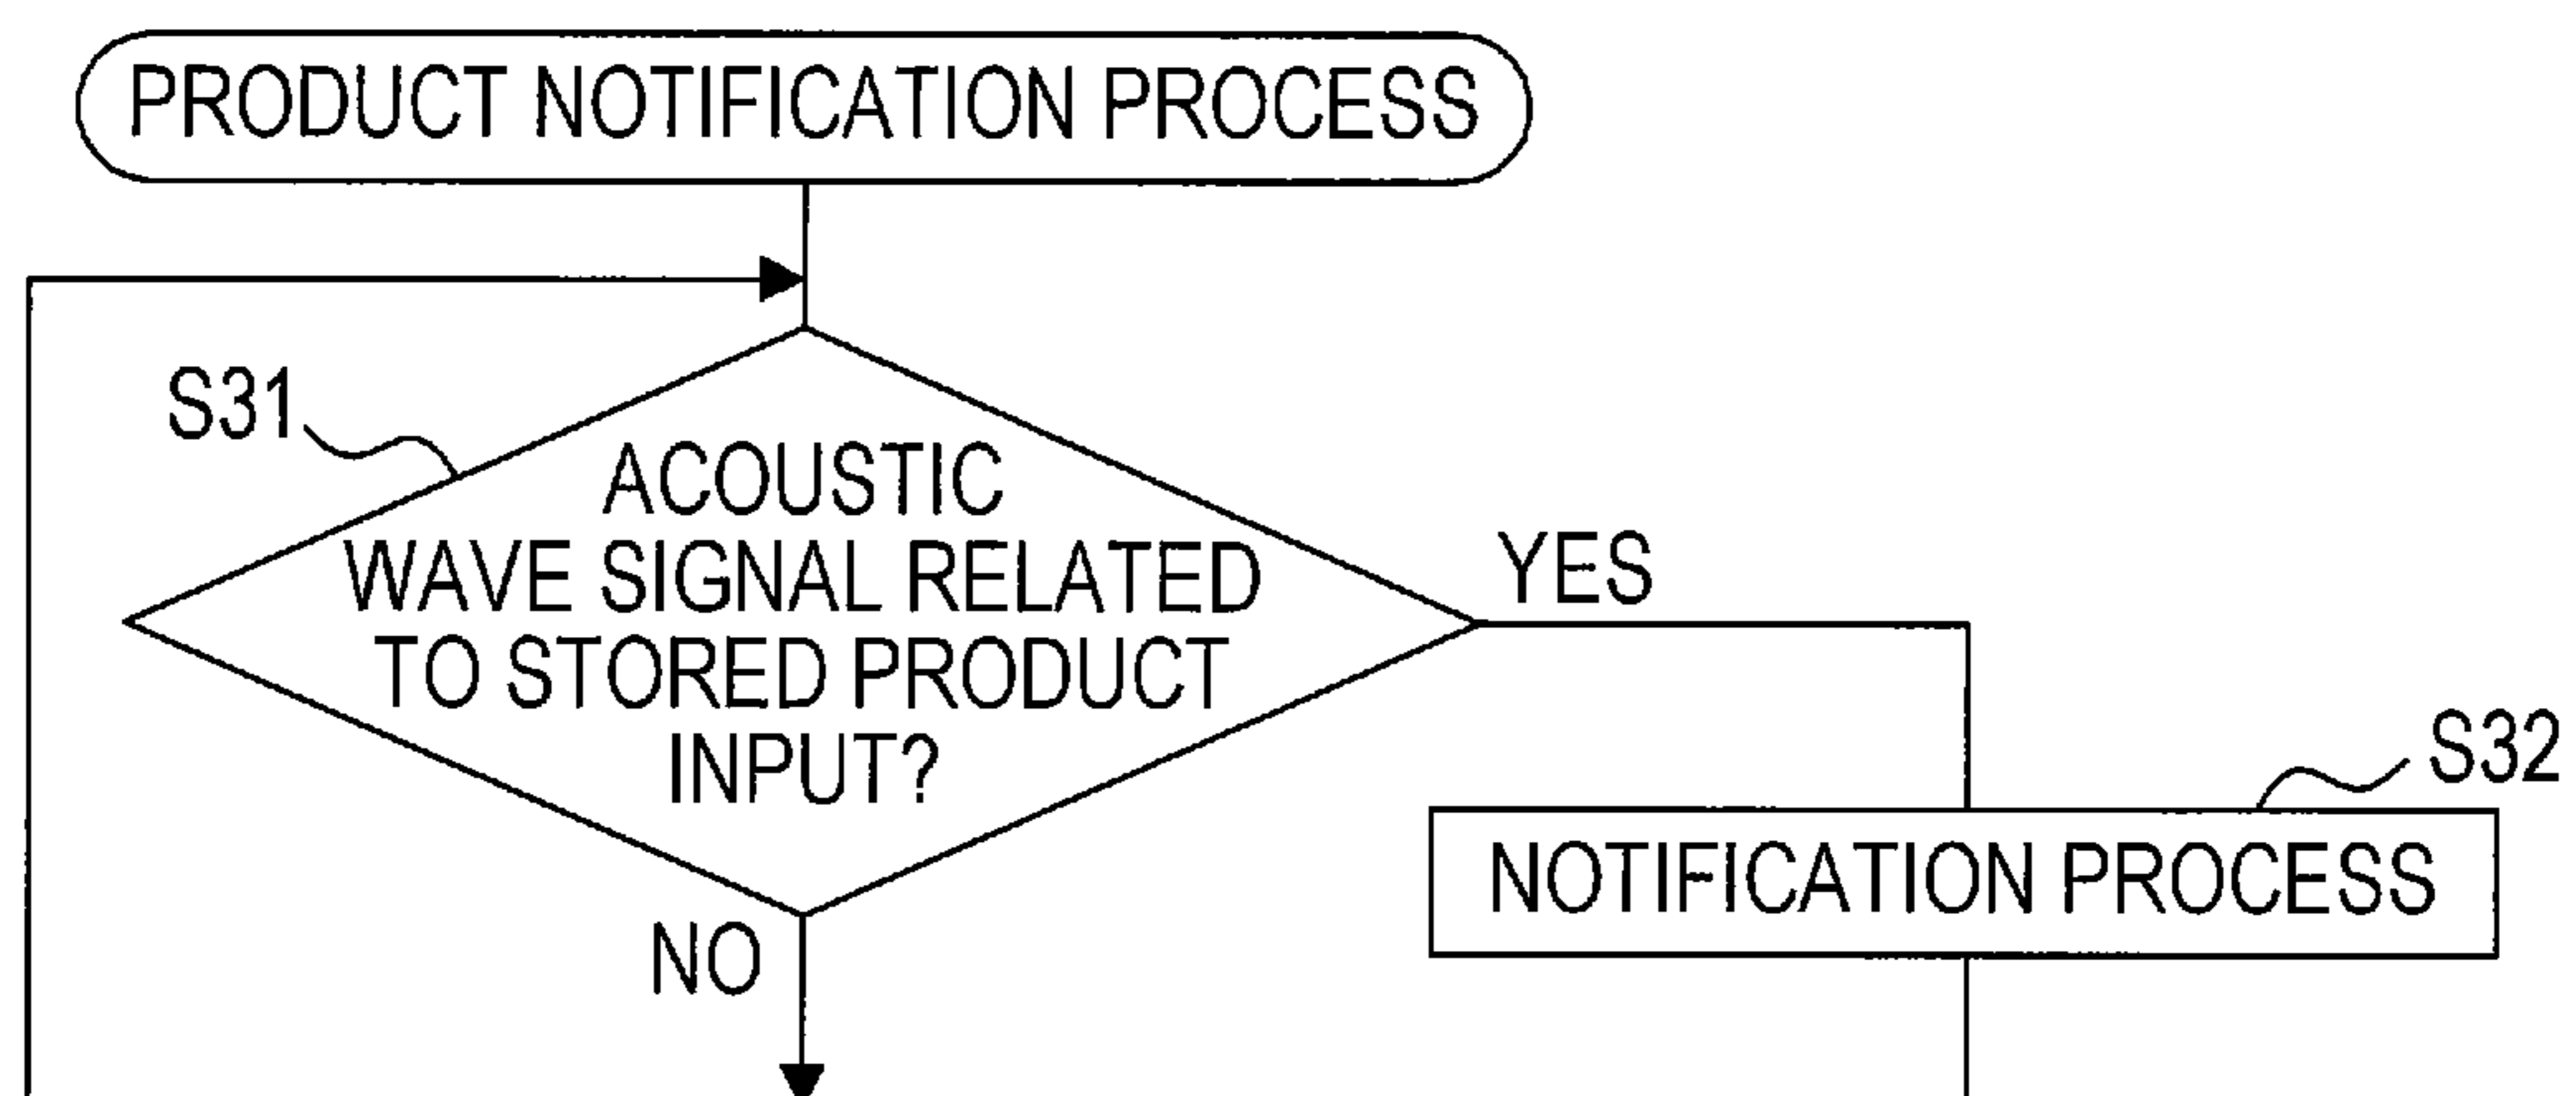 PRODUCT NOTIFICATION PROCESS
S31
ACOUSTIC
WAVE SIGNAL RELATED
TO STORED PRODUCT
INPUT?
YES
S32
NOTIFICATION PROCESS
NO